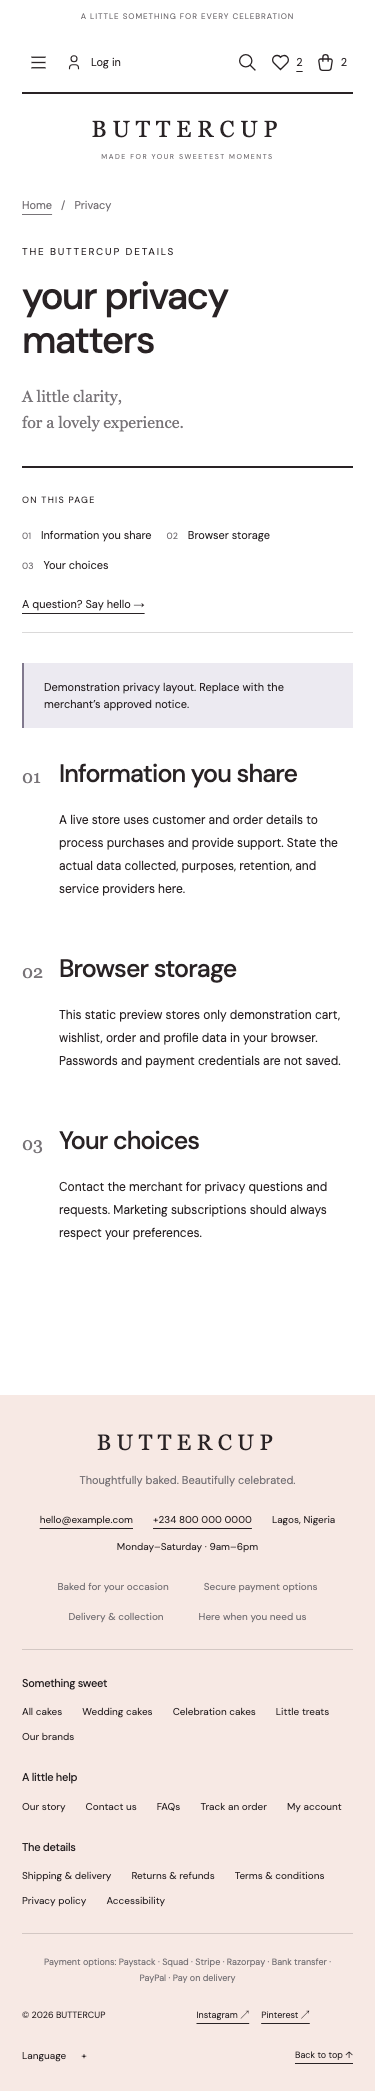 A LITTLE SOMETHING FOR EVERY CELEBRATION
Log in 2 2
BUTTERCUP
MADE FOR YOUR SWEETEST MOMENTS
Home / Privacy
THE BUTTERCUP DETAILS
your privacy
matters
A little clarity,
for a lovely experience.
ON THIS PAGE
01 Information you share 02 Browser storage
03 Your choices
A question? Say hello →
Demonstration privacy layout. Replace with the
merchant’s approved notice.
01 Information you share
A live store uses customer and order details to
process purchases and provide support. State the
actual data collected, purposes, retention, and
service providers here.
02 Browser storage
This static preview stores only demonstration cart,
wishlist, order and profile data in your browser.
Passwords and payment credentials are not saved.
03 Your choices
Contact the merchant for privacy questions and
requests. Marketing subscriptions should always
respect your preferences.
BUTTERCUP
Thoughtfully baked. Beautifully celebrated.
hello@example.com +234 800 000 0000 Lagos, Nigeria
Monday–Saturday · 9am–6pm
Baked for your occasion Secure payment options
Delivery & collection Here when you need us
Something sweet
All cakes Wedding cakes Celebration cakes Little treats
Our brands
A little help
Our story Contact us FAQs Track an order My account
The details
Shipping & delivery Returns & refunds Terms & conditions
Privacy policy Accessibility
Payment options: Paystack · Squad · Stripe · Razorpay · Bank transfer ·
PayPal · Pay on delivery
© 2026 BUTTERCUP Instagram ↗ Pinterest ↗
Language + Back to top ↑